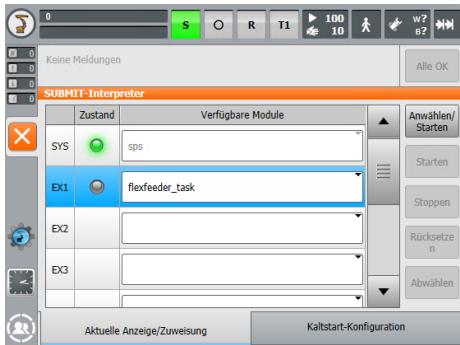 0
S
R
T1
100
10
W?
B?
0
0
0
0
Keine Meldungen
Alle OK
SUBMIT-Interpreter
Zustand
Verfügbare Module
Anwählen/
Starten
SYS
sps
Starten
EX1
flexfeeder_task
Stoppen
EX2
Rücksetze
n
EX3
Abwählen
Aktuelle Anzeige/Zuweisung
Kaltstart-Konfiguration